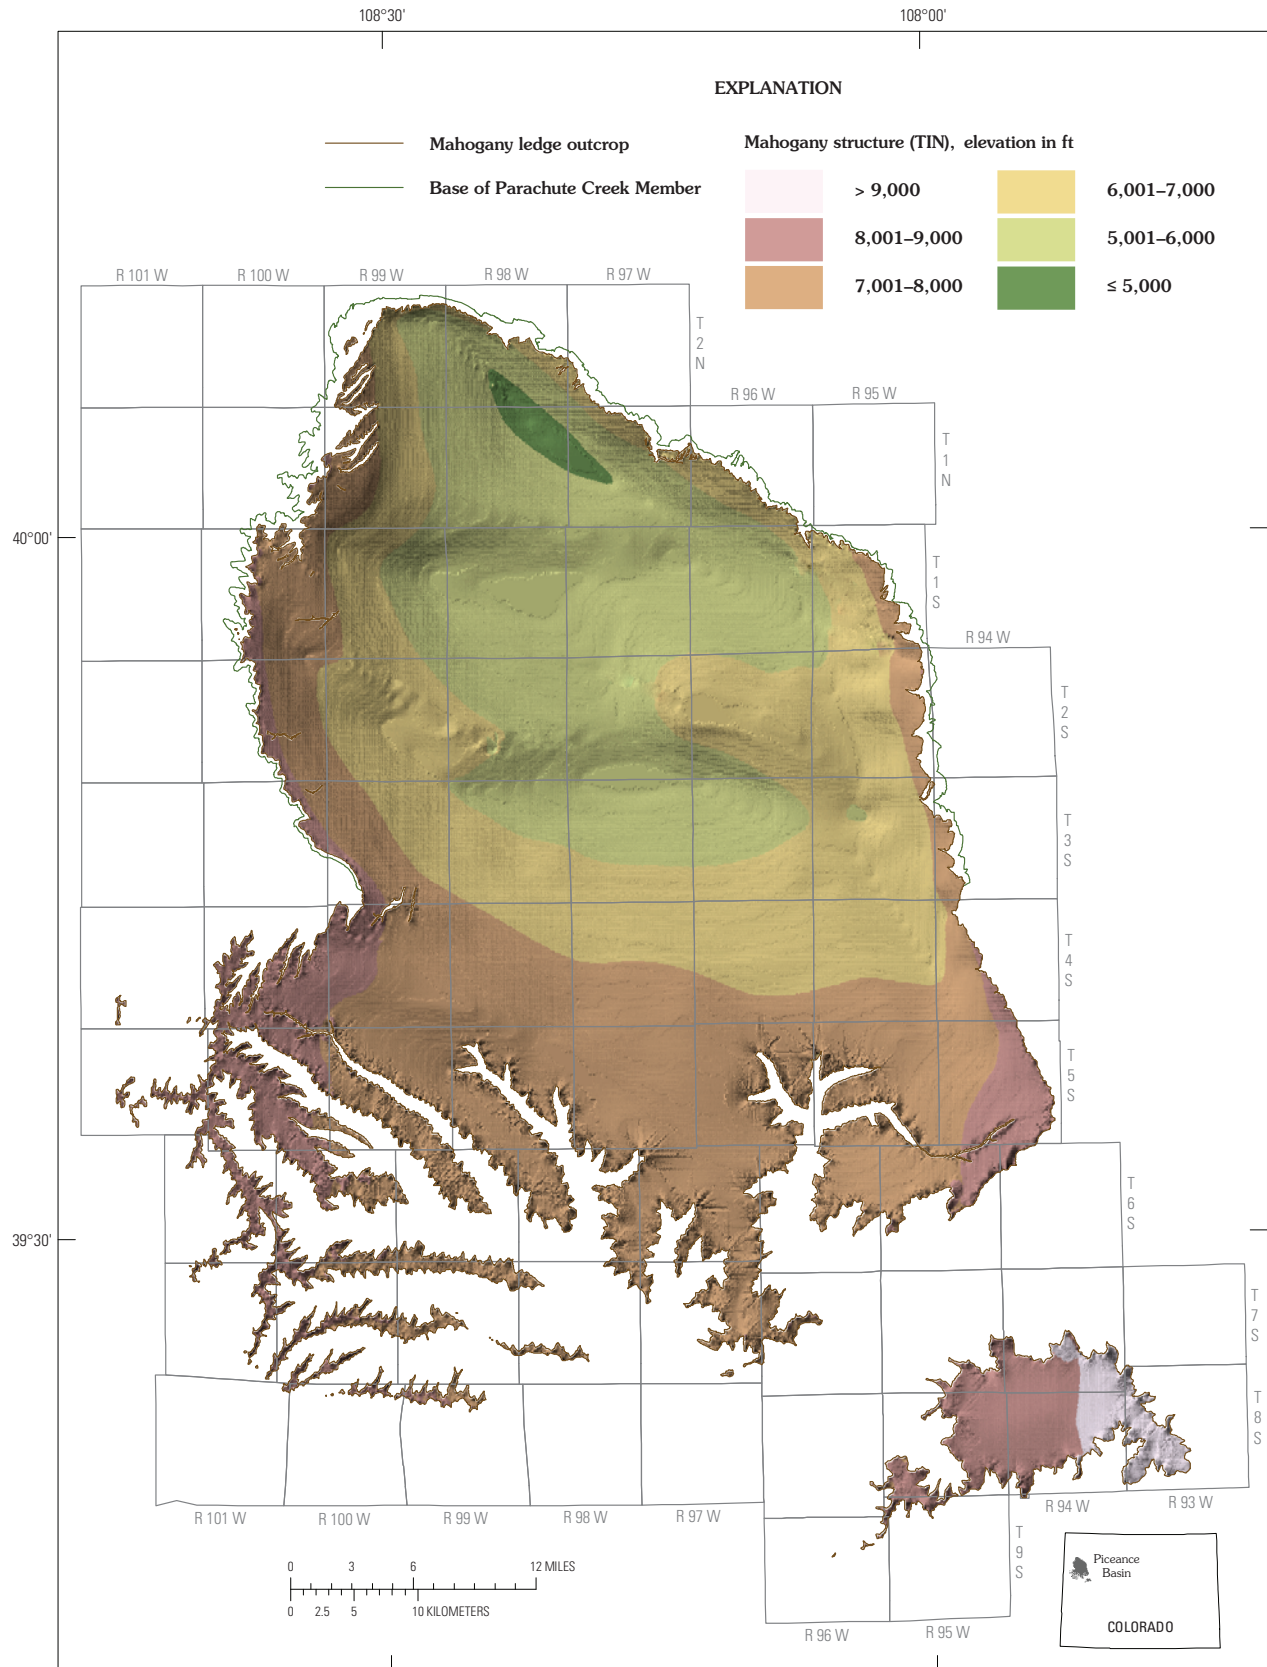 108°30'
108°00'
EXPLANATION
Mahogany ledge outcrop
Base of Parachute Creek Member
Mahogany structure (TIN), elevation in ft
> 9,000
8,001–9,000
7,001–8,000
6,001–7,000
5,001–6,000
≤ 5,000
R 101 W
R 100 W
R 99 W
R 98 W
R 97 W
T
2
N
R 96 W
R 95 W
T
1
N
40°00'
T
1
S
R 94 W
T
2
S
T
3
S
T
4
S
T
5
S
T
6
S
39°30'
T
7
S
T
8
S
R 101 W
R 100 W
R 99 W
R 98 W
R 97 W
R 94 W
R 93 W
T
9
S
R 96 W
R 95 W
0
3
6
12 MILES
0
2.5
5
10 KILOMETERS
Piceance
Basin
COLORADO